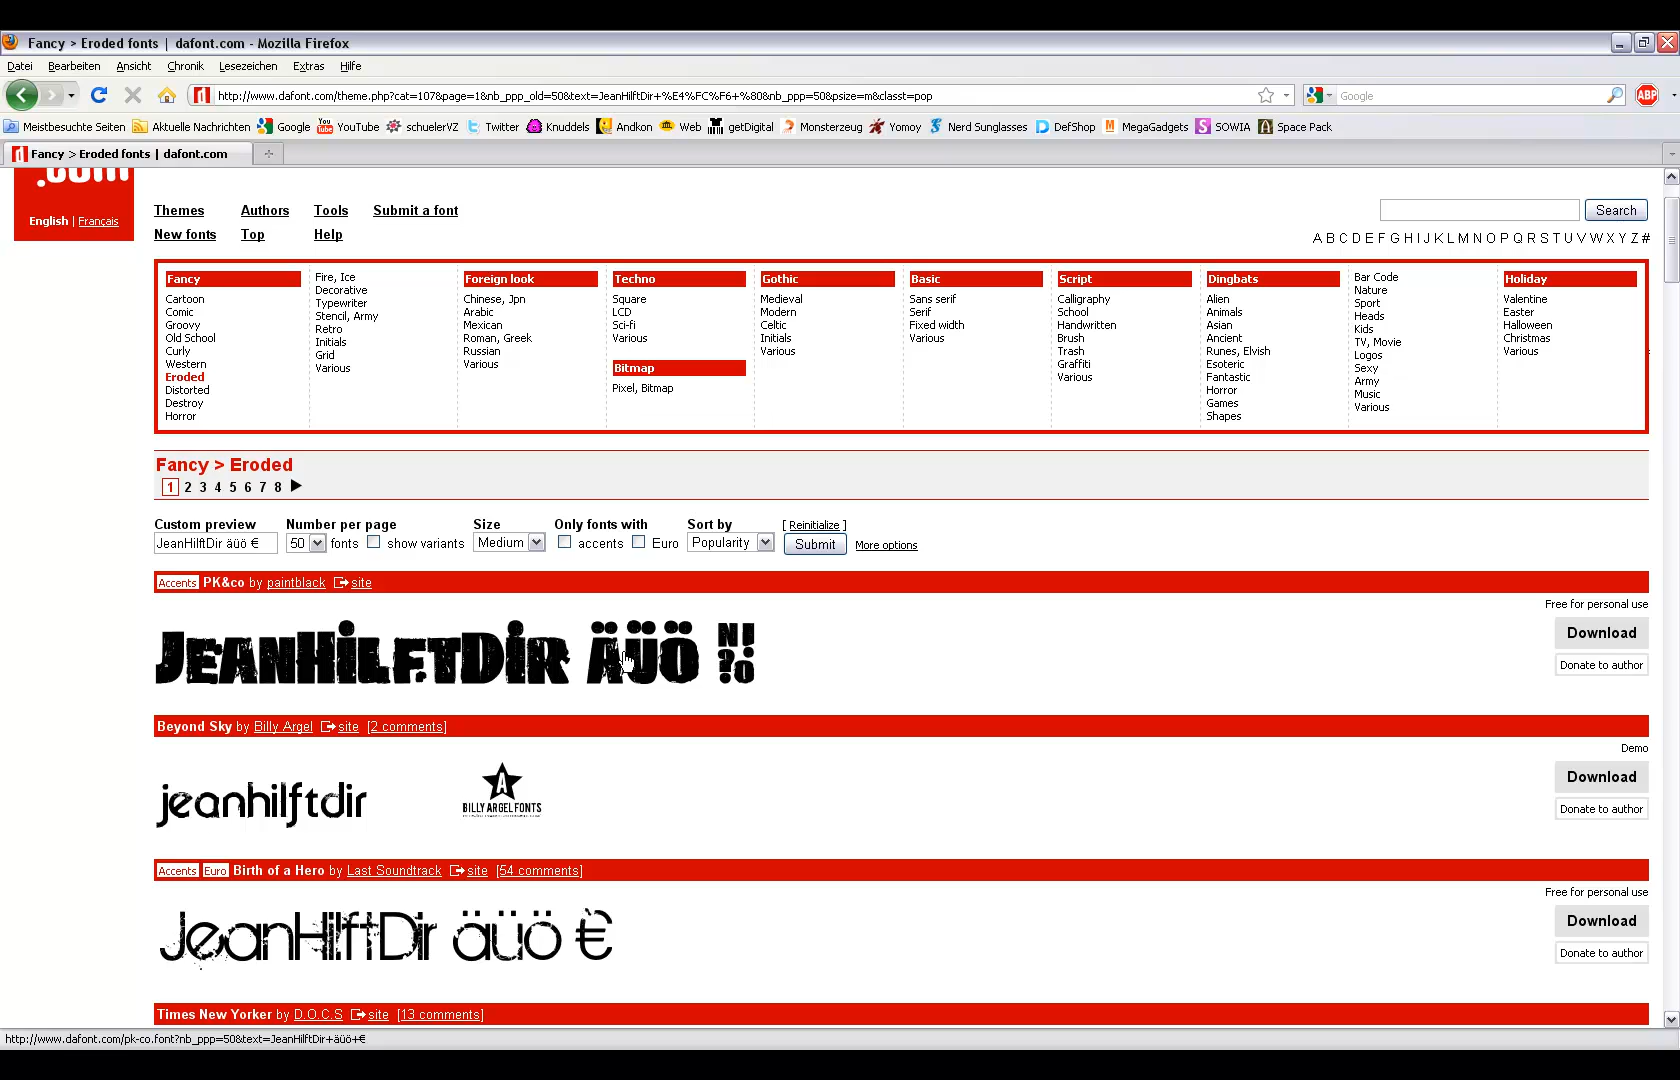 Fancy > Eroded fonts | dafont.com - Mozilla Firefox
Datei Bearbeiten Ansicht Chronik Lesezeichen Extras Hilfe
http://www.dafont.com/theme.php?cat=107&page=1&nb_ppp_old=50&text=JeanHilftDir+%E4%FC%F6+%80&nb_ppp=50&psize=m&classt=pop Google ABP
Meistbesuchte Seiten Aktuelle Nachrichten Google YouTube schuelerVZ Twitter Knuddels Andkon Web getDigital Monsterzeug Yomoy Nerd Sunglasses DefShop MegaGadgets SOWIA Space Pack
Fancy > Eroded fonts | dafont.com
.com
English | Français
Themes Authors Tools Submit a font
New fonts Top Help
Search
A B C D E F G H I J K L M N O P Q R S T U V W X Y Z #
Fancy
Cartoon
Comic
Groovy
Old School
Curly
Western
Eroded
Distorted
Destroy
Horror
Fire, Ice
Decorative
Typewriter
Stencil, Army
Retro
Initials
Grid
Various
Foreign look
Chinese, Jpn
Arabic
Mexican
Roman, Greek
Russian
Various
Techno
Square
LCD
Sci-fi
Various
Bitmap
Pixel, Bitmap
Gothic
Medieval
Modern
Celtic
Initials
Various
Basic
Sans serif
Serif
Fixed width
Various
Script
Calligraphy
School
Handwritten
Brush
Trash
Graffiti
Various
Dingbats
Alien
Animals
Asian
Ancient
Runes, Elvish
Esoteric
Fantastic
Horror
Games
Shapes
Bar Code
Nature
Sport
Heads
Kids
TV, Movie
Logos
Sexy
Army
Music
Various
Holiday
Valentine
Easter
Halloween
Christmas
Various
Fancy > Eroded
1 2 3 4 5 6 7 8
Custom preview Number per page Size Only fonts with Sort by [ Reinitialize ]
JeanHilftDir äüö € 50 fonts show variants Medium accents Euro Popularity Submit More options
Accents PK&co by paintblack site
Free for personal use
JeanHilftDir äüö N! ?o
Download
Donate to author
Beyond Sky by Billy Argel site [2 comments]
Demo
jeanhilftdir
A
BILLY ARGEL FONTS
Download
Donate to author
Accents Euro Birth of a Hero by Last Soundtrack site [54 comments]
Free for personal use
JeanHilftDir äüö €
Download
Donate to author
Times New Yorker by D.O.C.S site [13 comments]
http://www.dafont.com/pk-co.font?nb_ppp=50&text=JeanHilftDir+äüö+€